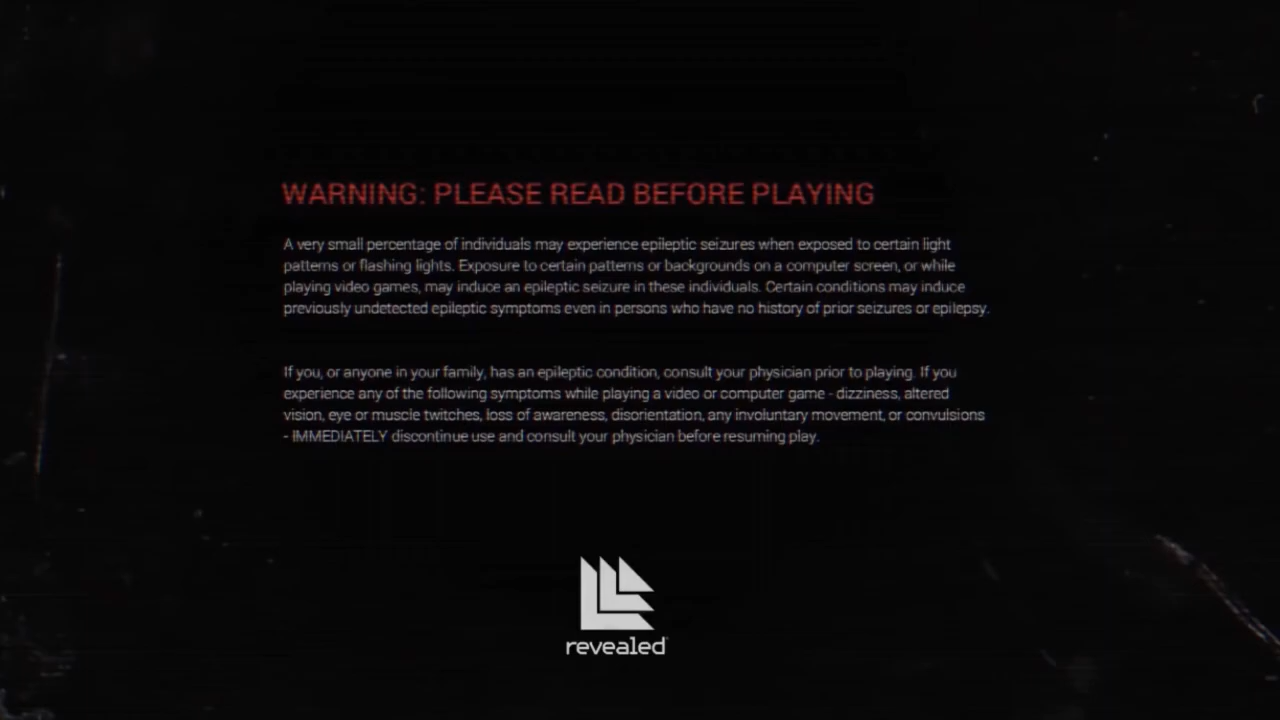 WARNING: PLEASE READ BEFORE PLAYING
A very small percentage of individuals may experience epileptic seizures when exposed to certain light
patterns or flashing lights. Exposure to certain patterns or backgrounds on a computer screen, or while
playing video games, may induce an epileptic seizure in these individuals. Certain conditions may induce
previously undetected epileptic symptoms even in persons who have no history of prior seizures or epilepsy.
If you, or anyone in your family, has an epileptic condition, consult your physician prior to playing. If you
experience any of the following symptoms while playing a video or computer game - dizziness, altered
vision, eye or muscle twitches, loss of awareness, disorientation, any involuntary movement, or convulsions
- IMMEDIATELY discontinue use and consult your physician before resuming play.
revealed